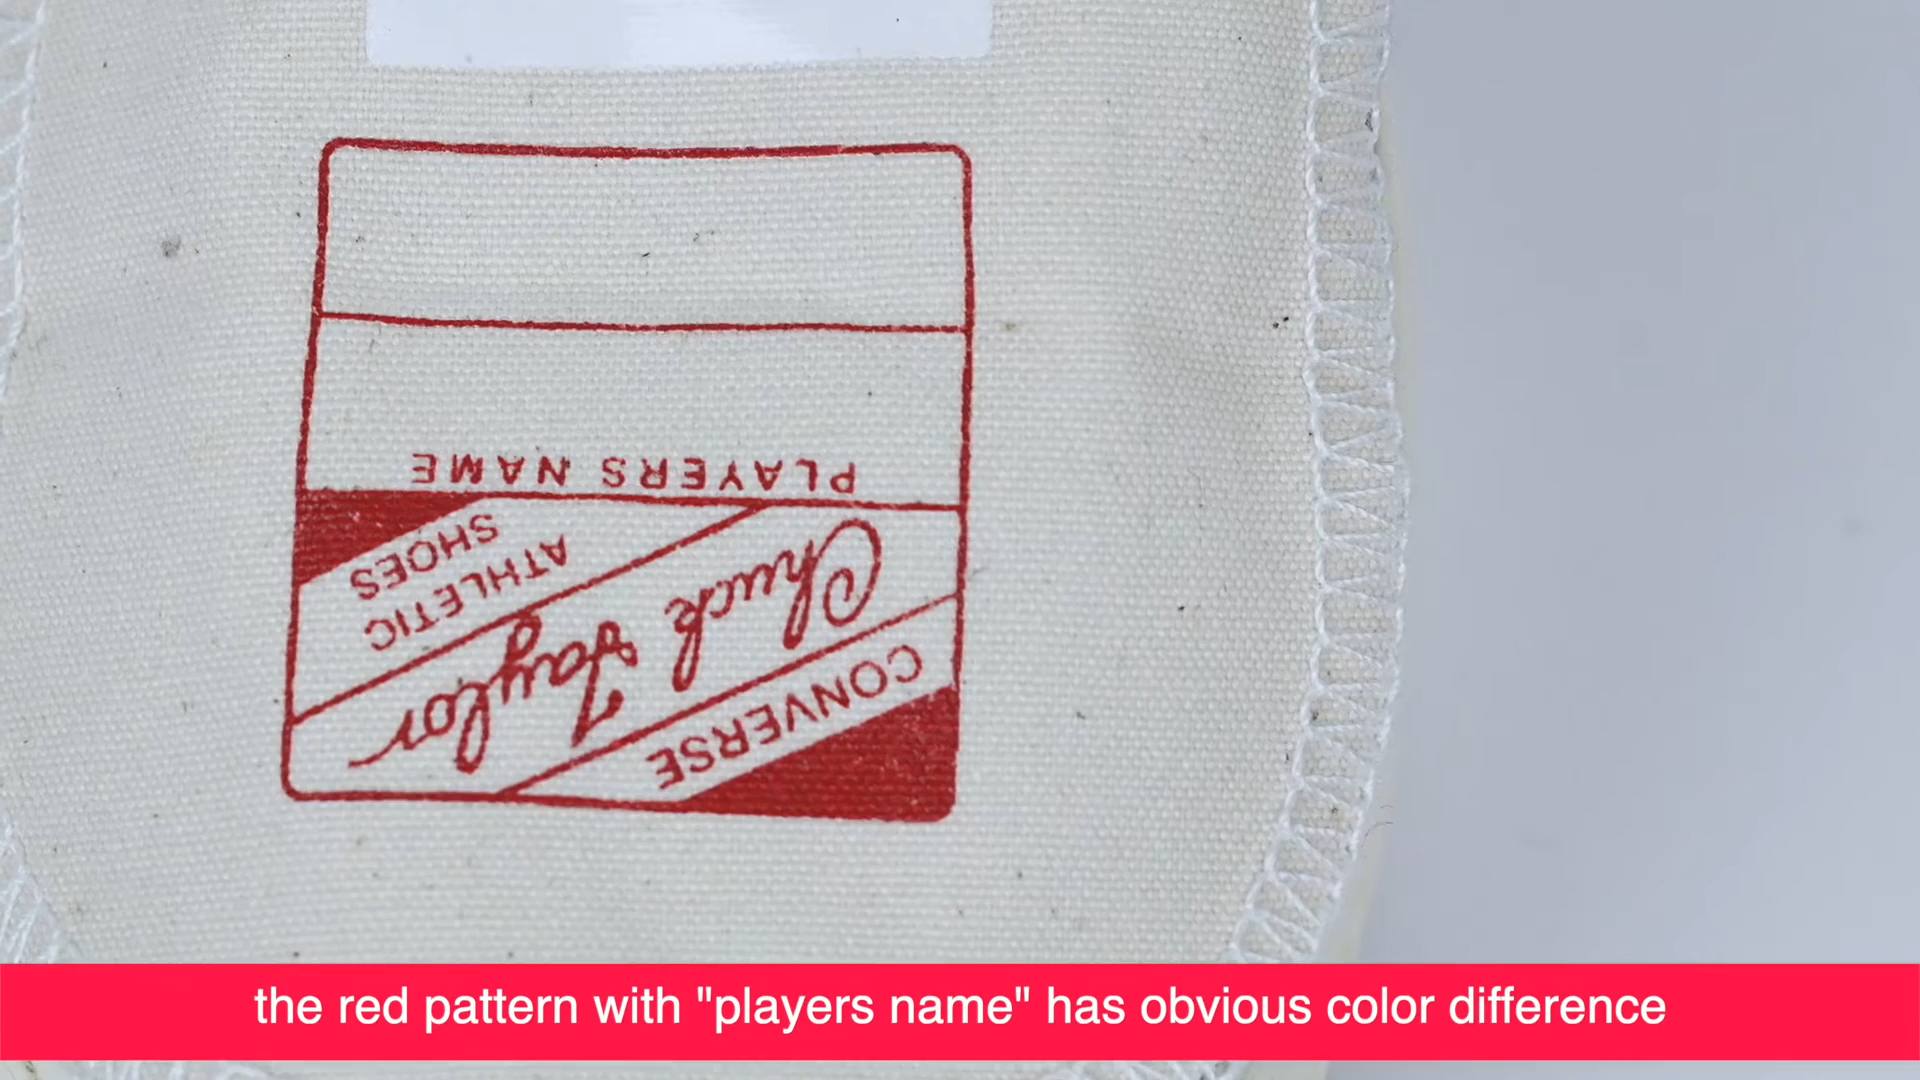 PLAYERS NAME
ATHLETIC
SHOES
Chuck Taylor
CONVERSE
the red pattern with "players name" has obvious color difference